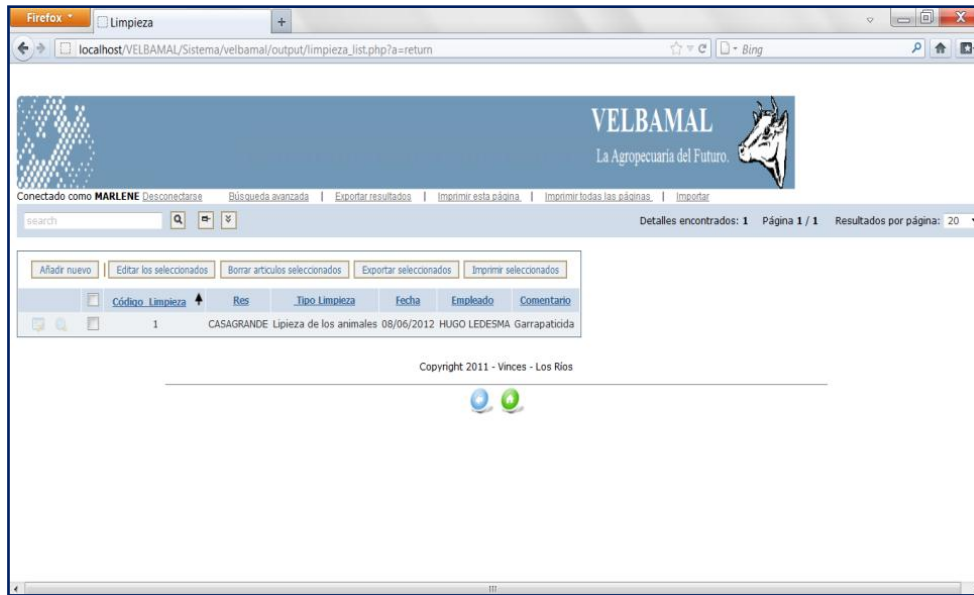 Firefox
Limpieza
+
X
localhost/VELBAMAL/Sistema/velbamal/output/limpieza_list.php?a=return
Bing
VELBAMAL
La Agropecuaría del Futuro.
Conectado como MARLENE Desconectarse Búsqueda avanzada | Exportar resultados | Imprimir esta página | Imprimir todas las páginas | Importar
search
Detalles encontrados: 1 Página 1 / 1 Resultados por página: 20
Añadir nuevo | Editar los seleccionados Borrar articulos seleccionados Exportar seleccionados Imprimir seleccionados
Código Limpieza Res Tipo Limpieza Fecha Empleado Comentario
1 CASAGRANDE Lipieza de los animales 08/06/2012 HUGO LEDESMA Garrapaticida
Copyright 2011 - Vinces - Los Ríos